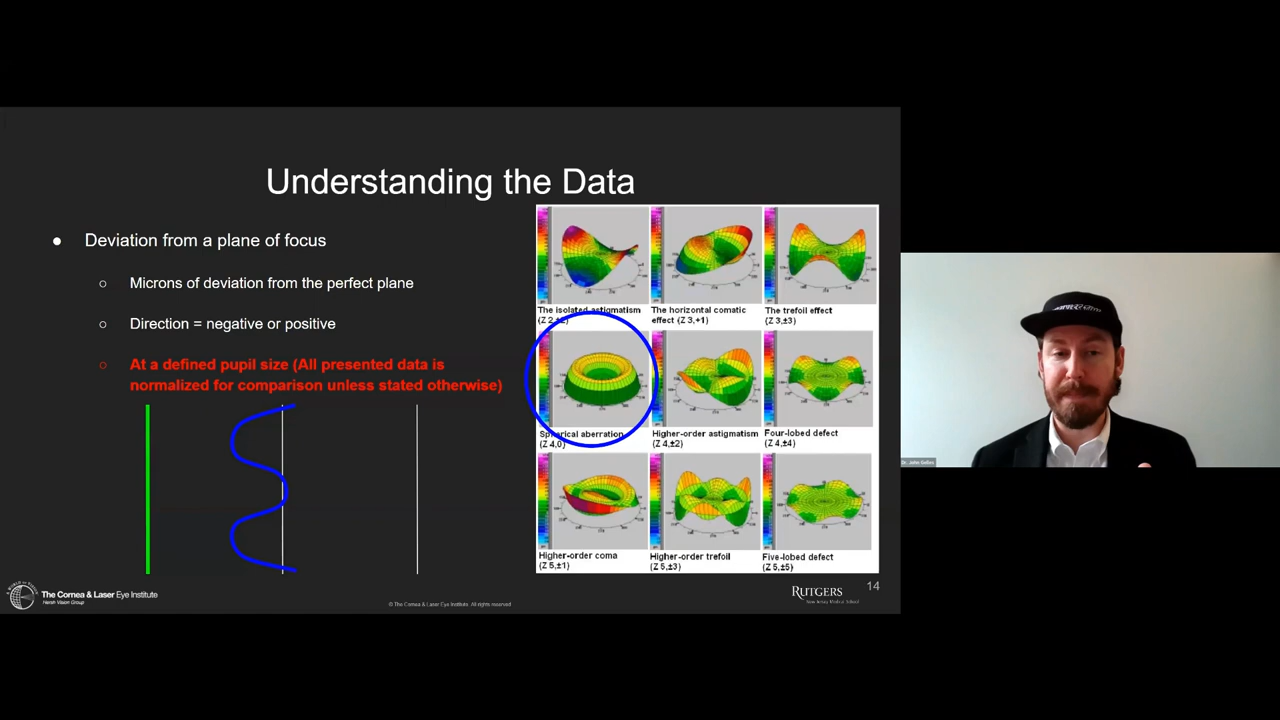 Understanding the Data
● Deviation from a plane of focus
○ Microns of deviation from the perfect plane
○ Direction = negative or positive
○ At a defined pupil size (All presented data is
normalized for comparison unless stated otherwise)
The isolated astigmatism
(Z 2,±2)
The horizontal comatic
effect (Z 3,+1)
The trefoil effect
(Z 3,±3)
Spherical aberration
(Z 4,0)
Higher-order astigmatism
(Z 4,±2)
Four-lobed defect
(Z 4,±4)
Higher-order coma
(Z 5,±1)
Higher-order trefoil
(Z 5,±3)
Five-lobed defect
(Z 5,±5)
The Cornea & Laser Eye Institute
Hersh Vision Group
© The Cornea & Laser Eye Institute. All rights reserved
RUTGERS
New Jersey Medical School
14